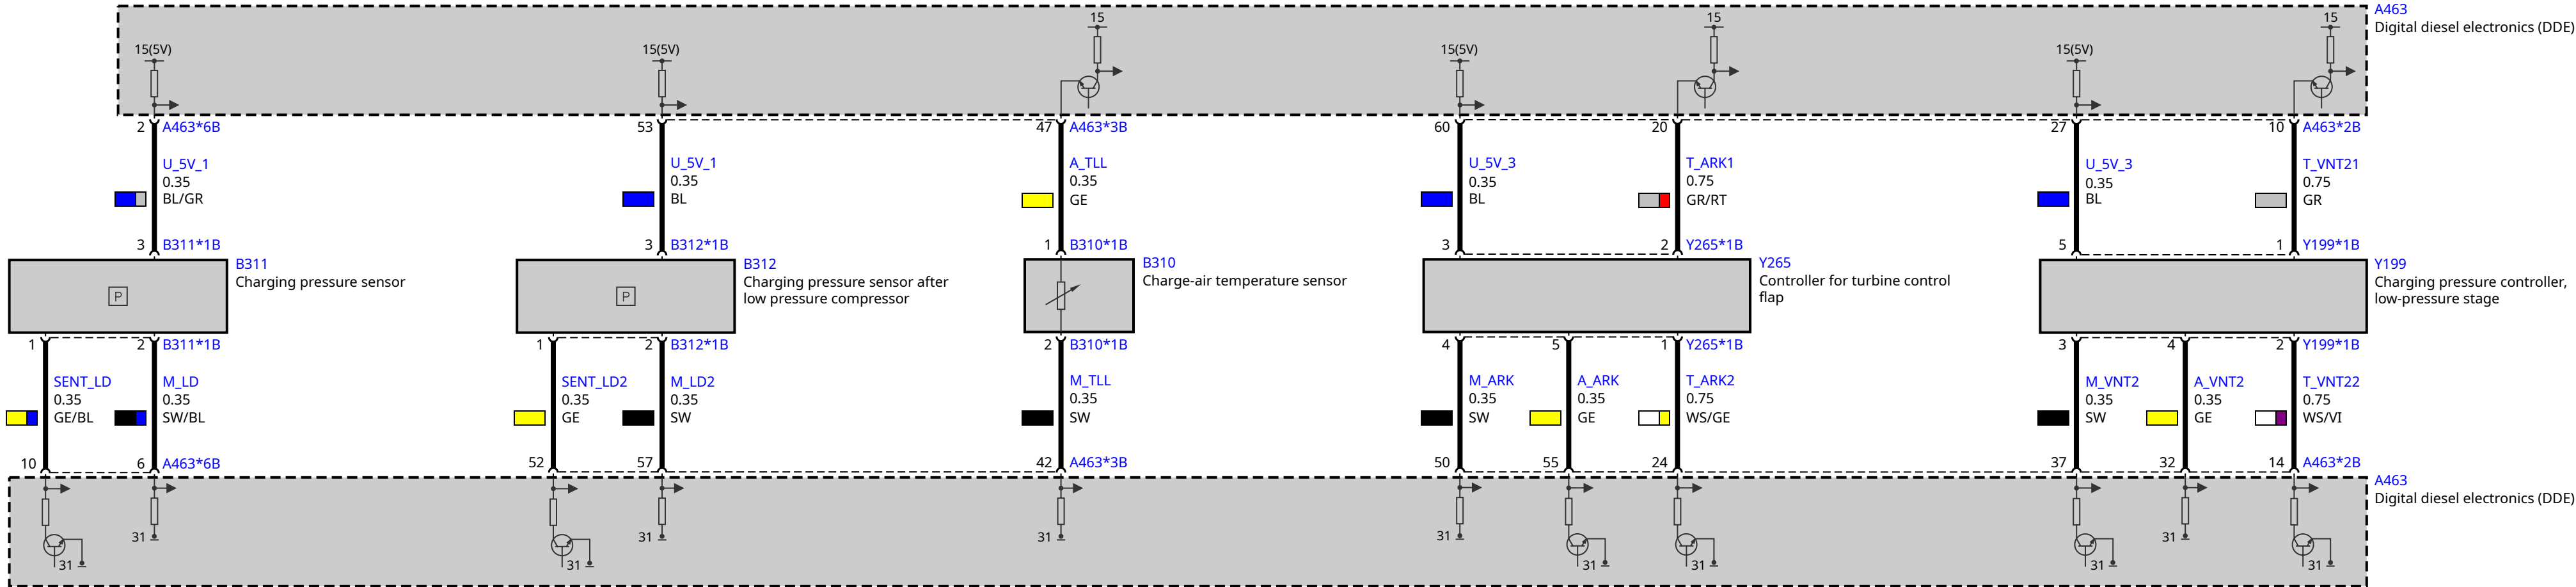 A463
Digital diesel electronics (DDE)
15 15 15
15(5V) 15(5V) 15(5V) 15(5V)
2 A463*6B 53 47 A463*3B 60 20 27 10 A463*2B
U_5V_1 U_5V_1 A_TLL U_5V_3 T_ARK1 U_5V_3 T_VNT21
0.35 0.35 0.35 0.35 0.75 0.35 0.75
BL/GR BL GE BL GR/RT BL GR
3 B311*1B 3 B312*1B 1 B310*1B 3 2 Y265*1B 5 1 Y199*1B
B311
Charging pressure sensor
P
B312
Charging pressure sensor after
low pressure compressor
P
B310
Charge-air temperature sensor
Y265
Controller for turbine control
flap
Y199
Charging pressure controller,
low-pressure stage
1 2 B311*1B 1 2 B312*1B 2 B310*1B 4 5 1 Y265*1B 3 4 2 Y199*1B
SENT_LD M_LD SENT_LD2 M_LD2 M_TLL M_ARK A_ARK T_ARK2 M_VNT2 A_VNT2 T_VNT22
0.35 0.35 0.35 0.35 0.35 0.35 0.35 0.75 0.35 0.35 0.75
GE/BL SW/BL GE SW SW SW GE WS/GE SW GE WS/VI
10 6 A463*6B 52 57 42 A463*3B 50 55 24 37 32 14 A463*2B
A463
Digital diesel electronics (DDE)
31 31 31 31 31
31 31 31 31 31 31